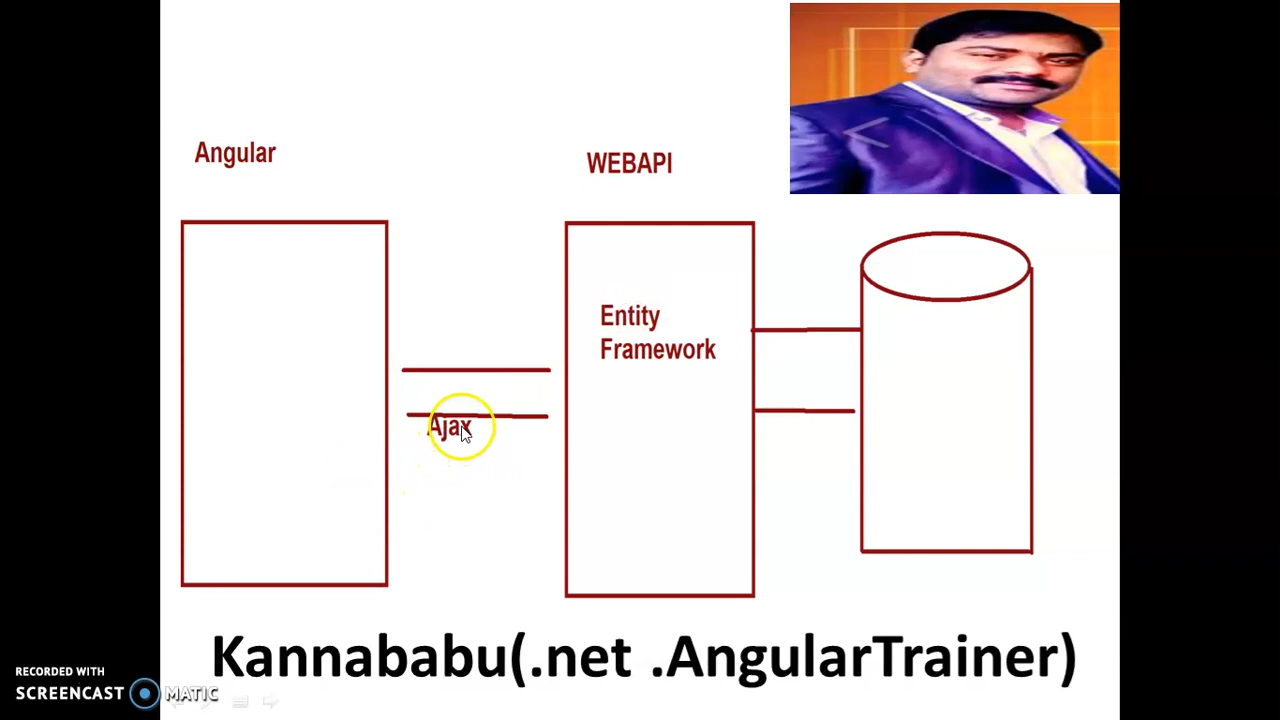 Angular
WEBAPI
Entity
Framework
Ajax
Kannababu(.net .AngularTrainer)
RECORDED WITH
SCREENCAST MATIC